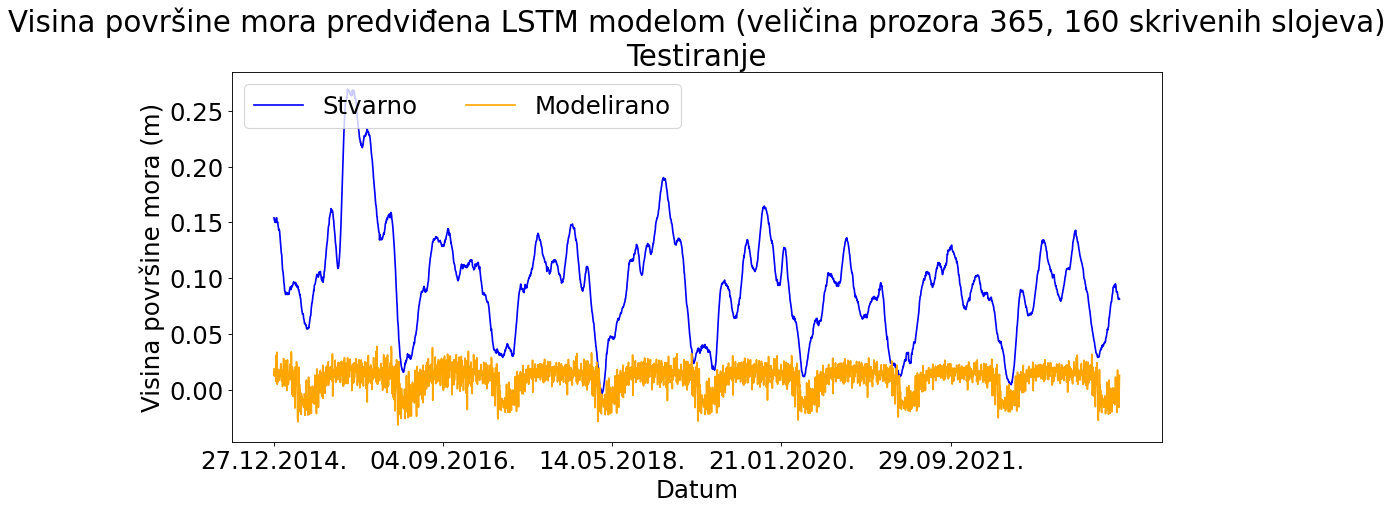 Visina površine mora predviđena LSTM modelom (veličina prozora 365, 160 skrivenih slojeva)
Testiranje
Stvarno Modelirano
Visina površine mora (m)
0.25
0.20
0.15
0.10
0.05
0.00
27.12.2014. 04.09.2016. 14.05.2018. 21.01.2020. 29.09.2021.
Datum